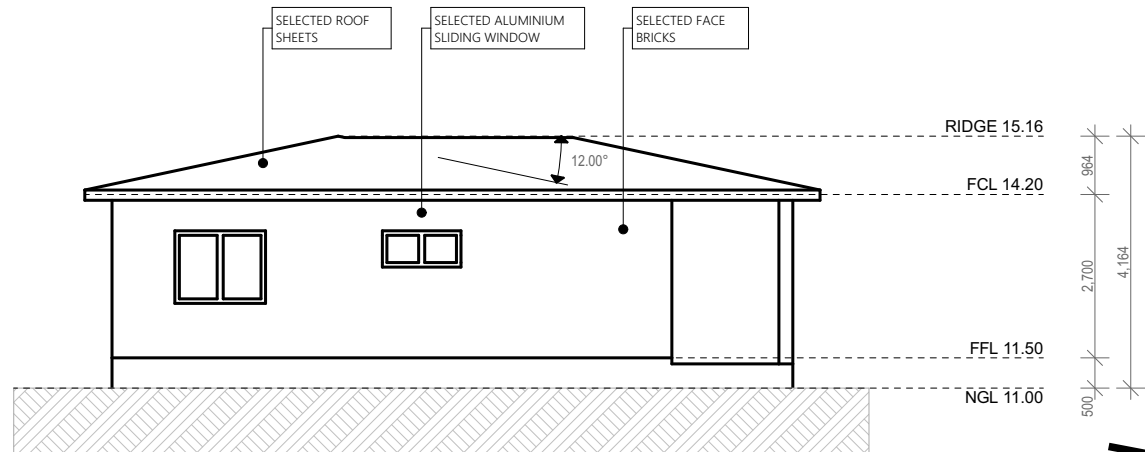 SELECTED ROOF
SHEETS
SELECTED ALUMINIUM
SLIDING WINDOW
SELECTED FACE
BRICKS
RIDGE 15.16
12.00°
964
FCL 14.20
2,700
4,164
FFL 11.50
NGL 11.00
500